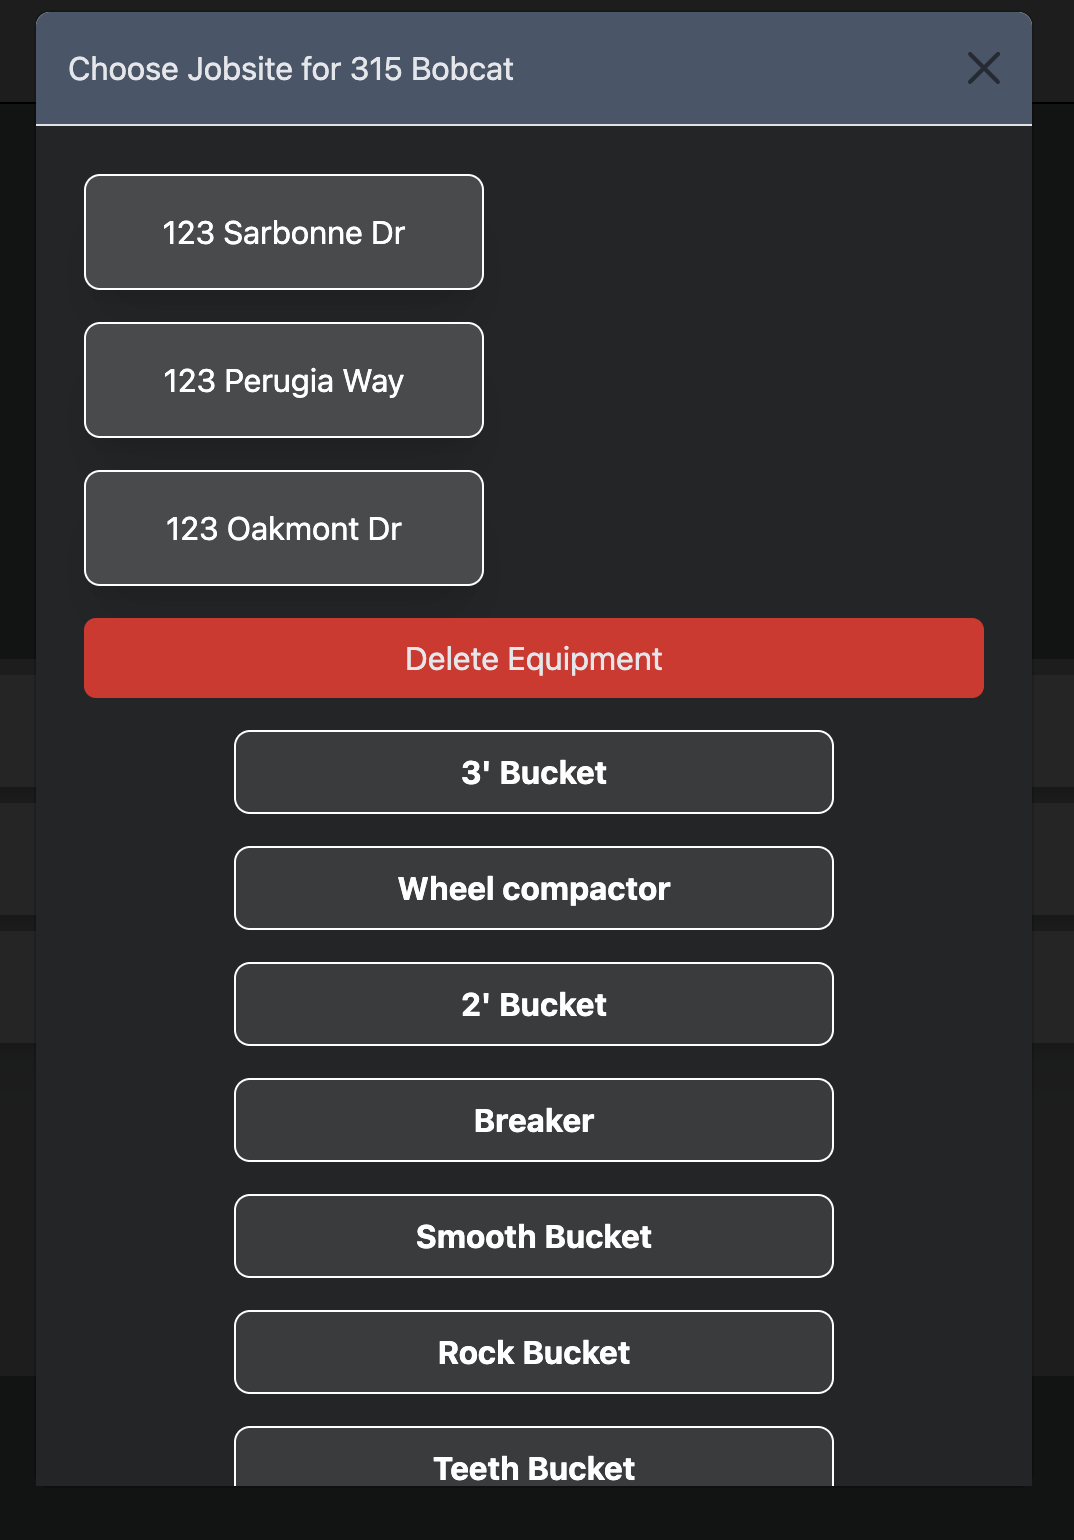 Choose Jobsite for 315 Bobcat
123 Sarbonne Dr
123 Perugia Way
123 Oakmont Dr
Delete Equipment
3' Bucket
Wheel compactor
2' Bucket
Breaker
Smooth Bucket
Rock Bucket
Teeth Bucket